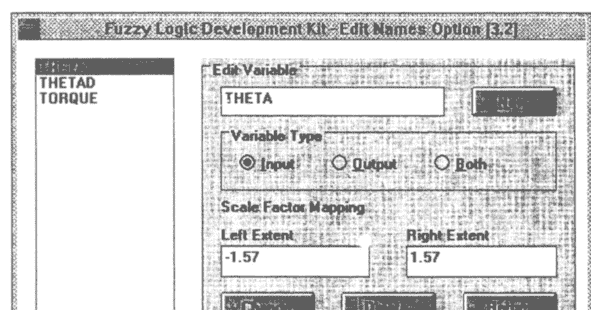 Fuzzy Logic Development Kit–Edit Names Option [3.2]
THETA
THETAD
TORQUE
Edit Variable
THETA
Variable Type
Input Output Both
Scale Factor Mapping
Left Extent Right Extent
-1.57 1.57